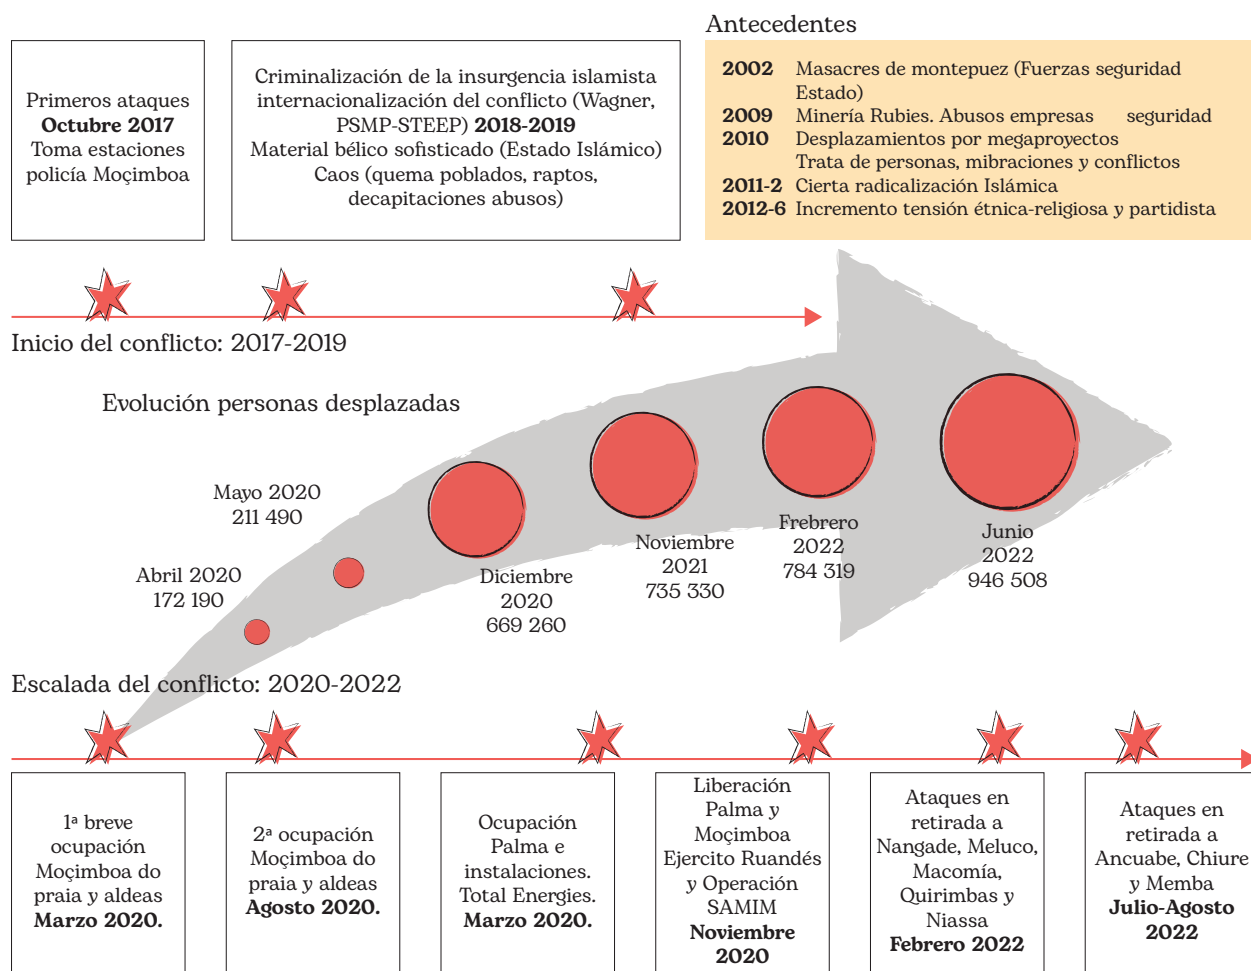 Primeros ataques
Octubre 2017
Toma estaciones
policía Moçimboa
Criminalización de la insurgencia islamista
internacionalización del conflicto (Wagner,
PSMP-STEEP) 2018-2019
Material bélico sofisticado (Estado Islámico)
Caos (quema poblados, raptos,
decapitaciones abusos)
Antecedentes
2002 Masacres de montepuez (Fuerzas seguridad
Estado)
2009 Minería Rubies. Abusos empresas seguridad
2010 Desplazamientos por megaproyectos
Trata de personas, mibraciones y conflictos
2011-2 Cierta radicalización Islámica
2012-6 Incremento tensión étnica-religiosa y partidista
Inicio del conflicto: 2017-2019
Evolución personas desplazadas
Abril 2020
172 190
Mayo 2020
211 490
Diciembre
2020
669 260
Noviembre
2021
735 330
Frebrero
2022
784 319
Junio
2022
946 508
Escalada del conflicto: 2020-2022
1ª breve
ocupación
Moçimboa do
praia y aldeas
Marzo 2020.
2ª ocupación
Moçimboa do
praia y aldeas
Agosto 2020.
Ocupación
Palma e
instalaciones.
Total Energies.
Marzo 2020.
Liberación
Palma y
Moçimboa
Ejercito Ruandés
y Operación
SAMIM
Noviembre
2020
Ataques en
retirada a
Nangade, Meluco,
Macomía,
Quirimbas y
Niassa
Febrero 2022
Ataques en
retirada a
Ancuabe, Chiure
y Memba
Julio-Agosto
2022